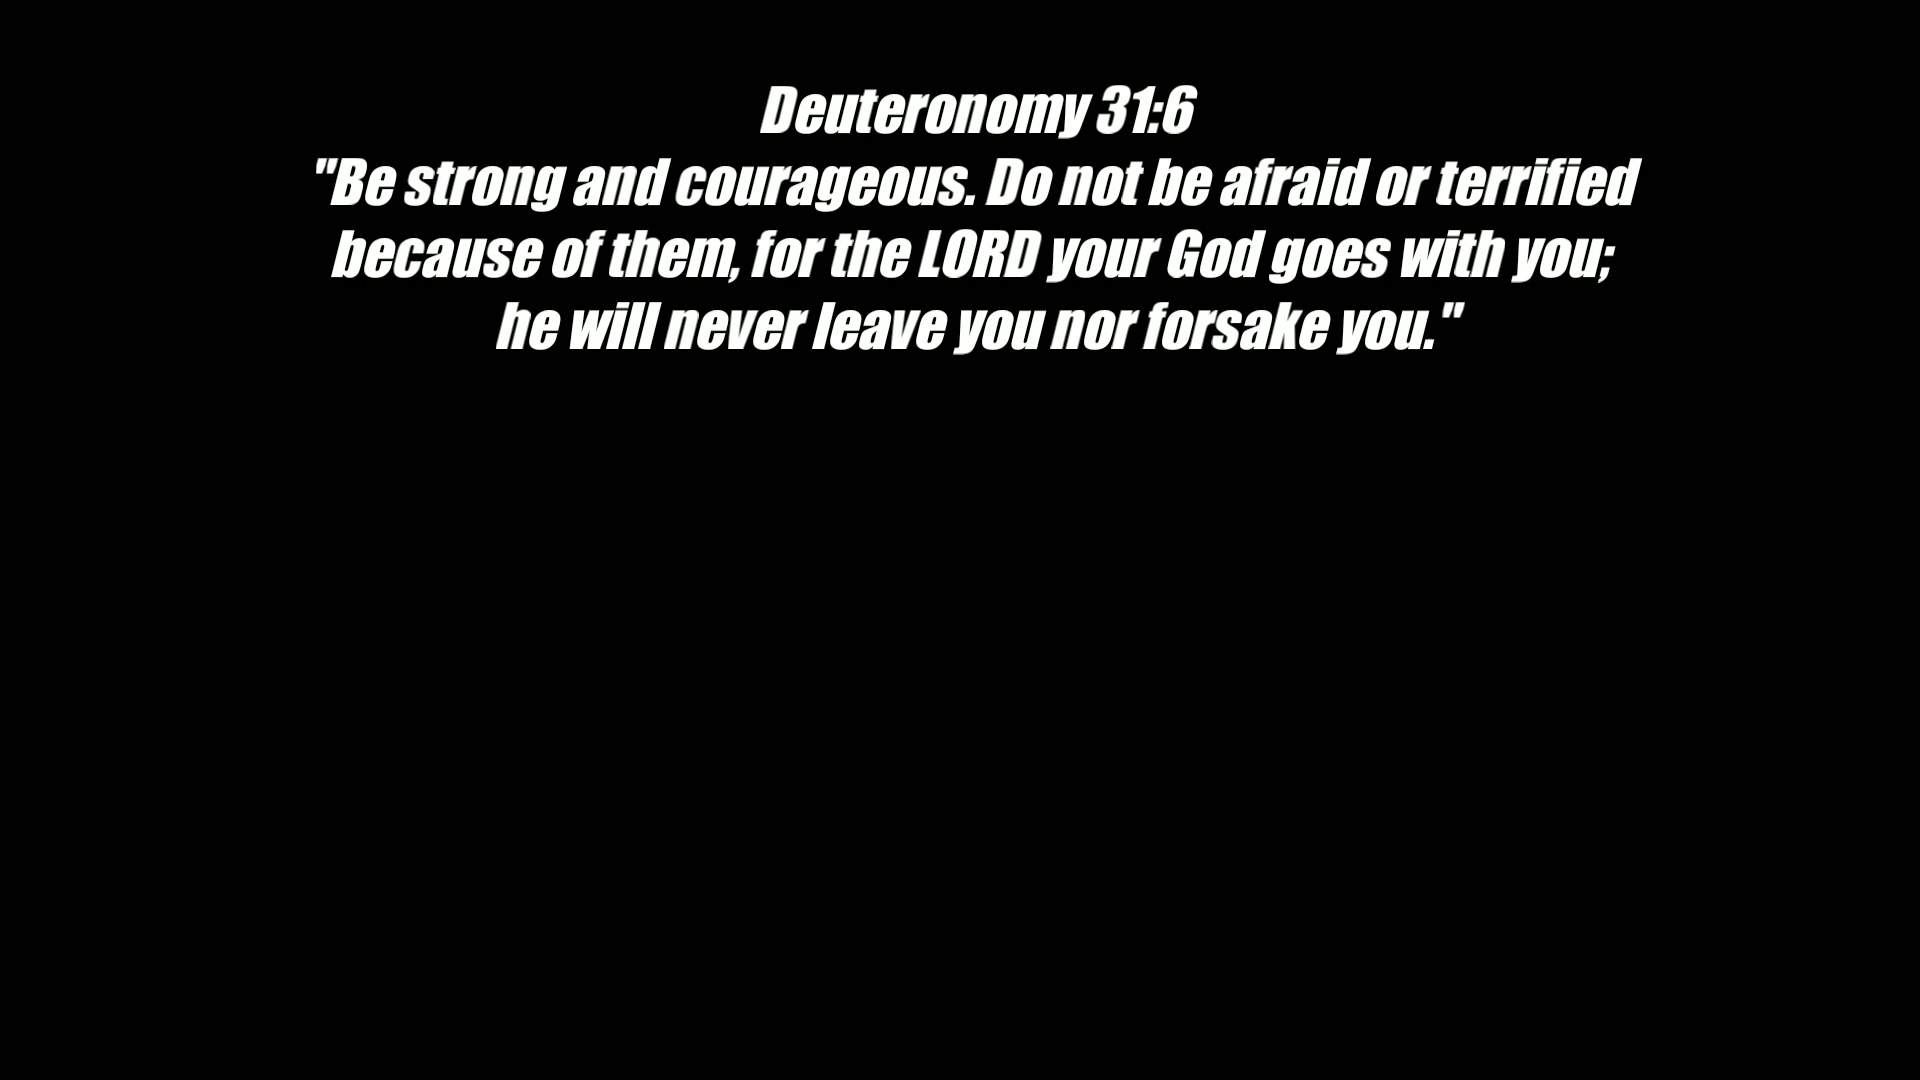 Deuteronomy 31:6
"Be strong and courageous. Do not be afraid or terrified
because of them, for the LORD your God goes with you;
he will never leave you nor forsake you."